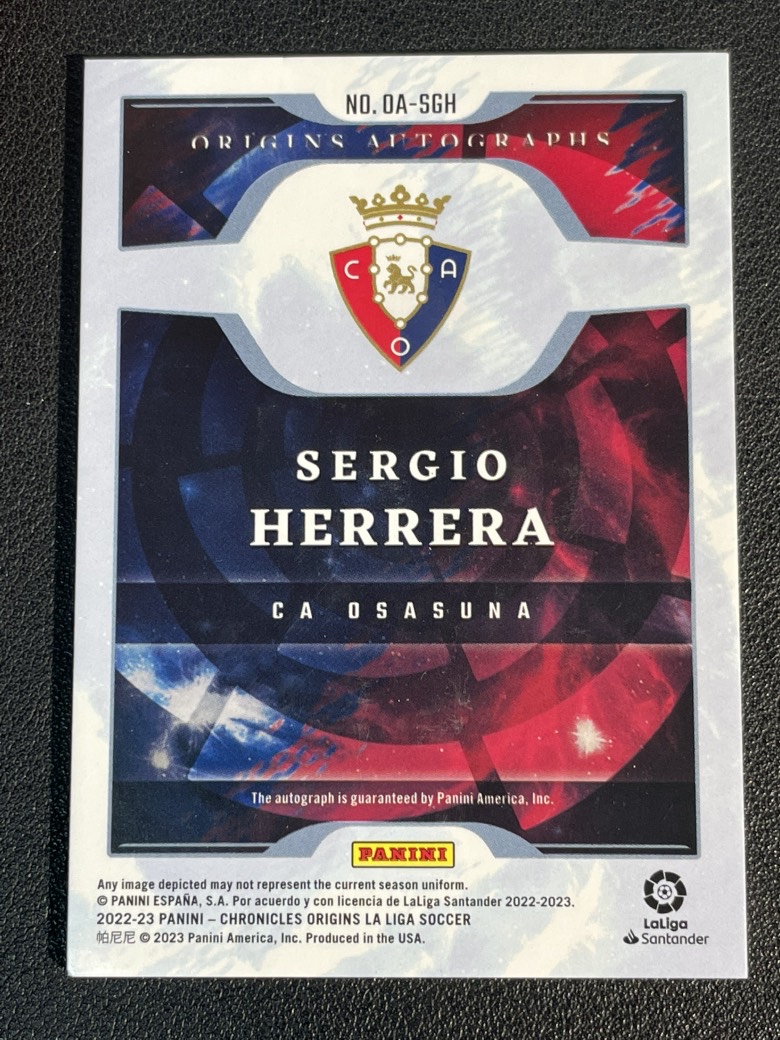 NO. OA-SGH
ORIGINS AUTOGRAPHS
C A
O
SERGIO
HERRERA
CA OSASUNA
The autograph is guaranteed by Panini America, Inc.
PANINI
Any image depicted may not represent the current season uniform.
© PANINI ESPAÑA, S.A. Por acuerdo y con licencia de LaLiga Santander 2022-2023.
2022-23 PANINI – CHRONICLES ORIGINS LA LIGA SOCCER
帕尼尼 © 2023 Panini America, Inc. Produced in the USA.
LaLiga
Santander